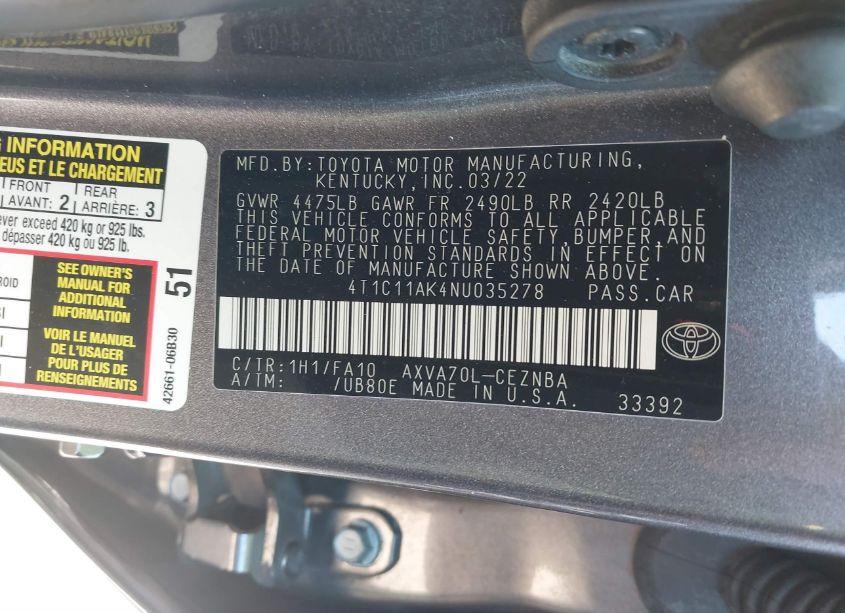 G INFORMATION
EUS ET LE CHARGEMENT
FRONT
AVANT: 2
REAR
ARRIÈRE: 3
ever exceed 420 kg or 925 lbs.
dépasser 420 kg ou 925 lb.
SEE OWNER'S
MANUAL FOR
ADDITIONAL
INFORMATION
VOIR LE MANUEL
DE L'USAGER
POUR PLUS DE
RENSEIGNEMENTS
51
42661-06B30
MFD.BY:TOYOTA MOTOR MANUFACTURING,
KENTUCKY,INC.03/22
GVWR 4475LB GAWR FR 2490LB RR 2420LB
THIS VEHICLE CONFORMS TO ALL APPLICABLE
FEDERAL MOTOR VEHICLE SAFETY,BUMPER,AND
THEFT PREVENTION STANDARDS IN EFFECT ON
THE DATE OF MANUFACTURE SHOWN ABOVE.
4T1C11AK4NU035278 PASS.CAR
C/TR:1H1/FA10 AXVA70L-CEZNBA
A/TM: /UB80E MADE IN U.S.A.
33392